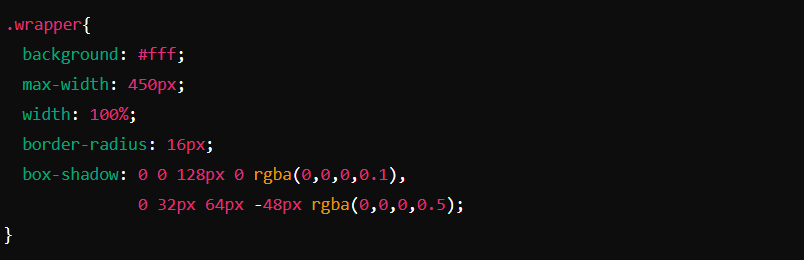 .wrapper{
  background: #fff;
  max-width: 450px;
  width: 100%;
  border-radius: 16px;
  box-shadow: 0 0 128px 0 rgba(0,0,0,0.1),
              0 32px 64px -48px rgba(0,0,0,0.5);
}